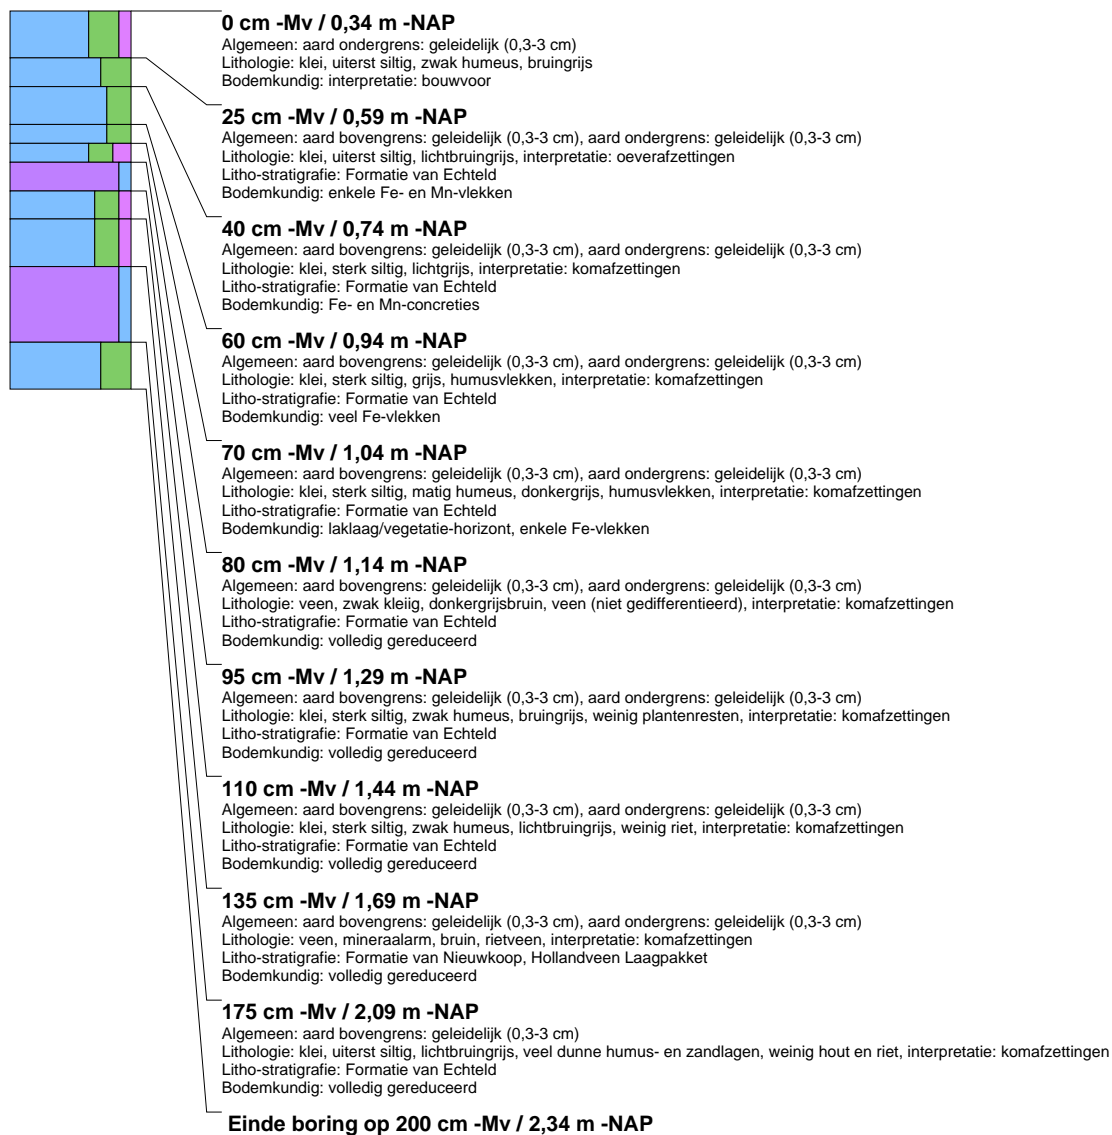 0 cm -Mv / 0,34 m -NAP
Algemeen: aard ondergrens: geleidelijk (0,3-3 cm)
Lithologie: klei, uiterst siltig, zwak humeus, bruingrijs
Bodemkundig: interpretatie: bouwvoor
25 cm -Mv / 0,59 m -NAP
Algemeen: aard bovengrens: geleidelijk (0,3-3 cm), aard ondergrens: geleidelijk (0,3-3 cm)
Lithologie: klei, uiterst siltig, lichtbruingrijs, interpretatie: oeverafzettingen
Litho-stratigrafie: Formatie van Echteld
Bodemkundig: enkele Fe- en Mn-vlekken
40 cm -Mv / 0,74 m -NAP
Algemeen: aard bovengrens: geleidelijk (0,3-3 cm), aard ondergrens: geleidelijk (0,3-3 cm)
Lithologie: klei, sterk siltig, lichtgrijs, interpretatie: komafzettingen
Litho-stratigrafie: Formatie van Echteld
Bodemkundig: Fe- en Mn-concreties
60 cm -Mv / 0,94 m -NAP
Algemeen: aard bovengrens: geleidelijk (0,3-3 cm), aard ondergrens: geleidelijk (0,3-3 cm)
Lithologie: klei, sterk siltig, grijs, humusvlekken, interpretatie: komafzettingen
Litho-stratigrafie: Formatie van Echteld
Bodemkundig: veel Fe-vlekken
70 cm -Mv / 1,04 m -NAP
Algemeen: aard bovengrens: geleidelijk (0,3-3 cm), aard ondergrens: geleidelijk (0,3-3 cm)
Lithologie: klei, sterk siltig, matig humeus, donkergrijs, humusvlekken, interpretatie: komafzettingen
Litho-stratigrafie: Formatie van Echteld
Bodemkundig: laklaag/vegetatie-horizont, enkele Fe-vlekken
80 cm -Mv / 1,14 m -NAP
Algemeen: aard bovengrens: geleidelijk (0,3-3 cm), aard ondergrens: geleidelijk (0,3-3 cm)
Lithologie: veen, zwak kleiig, donkergrijsbruin, veen (niet gedifferentieerd), interpretatie: komafzettingen
Litho-stratigrafie: Formatie van Echteld
Bodemkundig: volledig gereduceerd
95 cm -Mv / 1,29 m -NAP
Algemeen: aard bovengrens: geleidelijk (0,3-3 cm), aard ondergrens: geleidelijk (0,3-3 cm)
Lithologie: klei, sterk siltig, zwak humeus, bruingrijs, weinig plantenresten, interpretatie: komafzettingen
Litho-stratigrafie: Formatie van Echteld
Bodemkundig: volledig gereduceerd
110 cm -Mv / 1,44 m -NAP
Algemeen: aard bovengrens: geleidelijk (0,3-3 cm), aard ondergrens: geleidelijk (0,3-3 cm)
Lithologie: klei, sterk siltig, zwak humeus, lichtbruingrijs, weinig riet, interpretatie: komafzettingen
Litho-stratigrafie: Formatie van Echteld
Bodemkundig: volledig gereduceerd
135 cm -Mv / 1,69 m -NAP
Algemeen: aard bovengrens: geleidelijk (0,3-3 cm), aard ondergrens: geleidelijk (0,3-3 cm)
Lithologie: veen, mineraalarm, bruin, rietveen, interpretatie: komafzettingen
Litho-stratigrafie: Formatie van Nieuwkoop, Hollandveen Laagpakket
Bodemkundig: volledig gereduceerd
175 cm -Mv / 2,09 m -NAP
Algemeen: aard bovengrens: geleidelijk (0,3-3 cm)
Lithologie: klei, uiterst siltig, lichtbruingrijs, veel dunne humus- en zandlagen, weinig hout en riet, interpretatie: komafzettingen
Litho-stratigrafie: Formatie van Echteld
Bodemkundig: volledig gereduceerd
Einde boring op 200 cm -Mv / 2,34 m -NAP